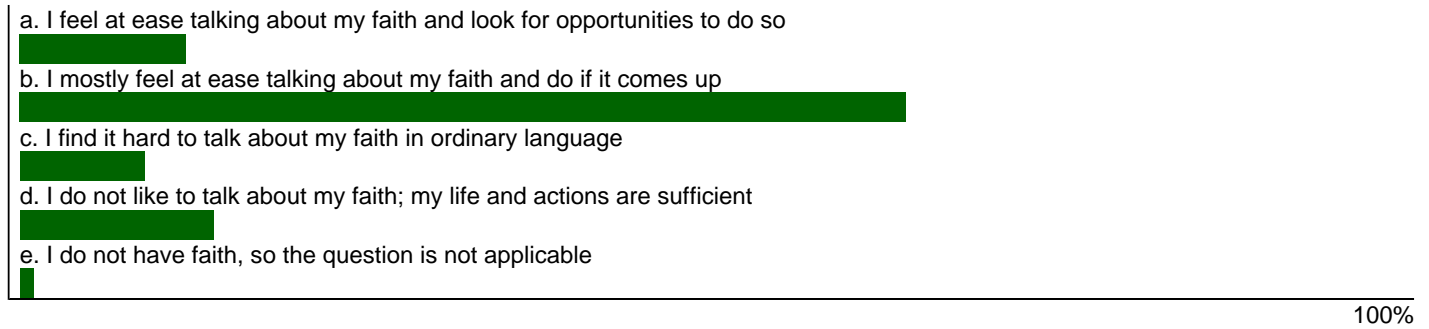 a. I feel at ease talking about my faith and look for opportunities to do so
b. I mostly feel at ease talking about my faith and do if it comes up
c. I find it hard to talk about my faith in ordinary language
d. I do not like to talk about my faith; my life and actions are sufficient
e. I do not have faith, so the question is not applicable
100%